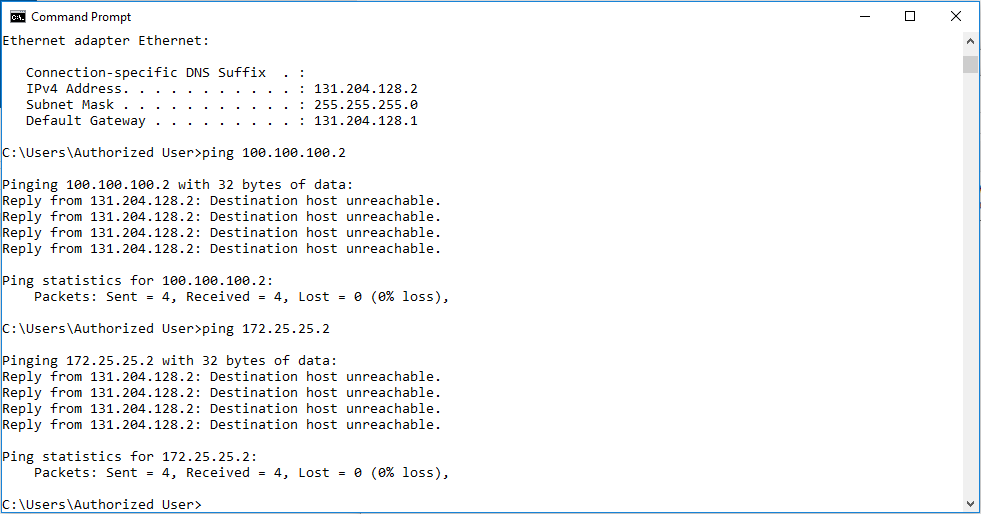 Command Prompt
Ethernet adapter Ethernet:
Connection-specific DNS Suffix  . :
IPv4 Address. . . . . . . . . . . : 131.204.128.2
Subnet Mask . . . . . . . . . . . : 255.255.255.0
Default Gateway . . . . . . . . . : 131.204.128.1
C:\Users\Authorized User>ping 100.100.100.2
Pinging 100.100.100.2 with 32 bytes of data:
Reply from 131.204.128.2: Destination host unreachable.
Reply from 131.204.128.2: Destination host unreachable.
Reply from 131.204.128.2: Destination host unreachable.
Reply from 131.204.128.2: Destination host unreachable.
Ping statistics for 100.100.100.2:
Packets: Sent = 4, Received = 4, Lost = 0 (0% loss),
C:\Users\Authorized User>ping 172.25.25.2
Pinging 172.25.25.2 with 32 bytes of data:
Reply from 131.204.128.2: Destination host unreachable.
Reply from 131.204.128.2: Destination host unreachable.
Reply from 131.204.128.2: Destination host unreachable.
Reply from 131.204.128.2: Destination host unreachable.
Ping statistics for 172.25.25.2:
Packets: Sent = 4, Received = 4, Lost = 0 (0% loss),
C:\Users\Authorized User>